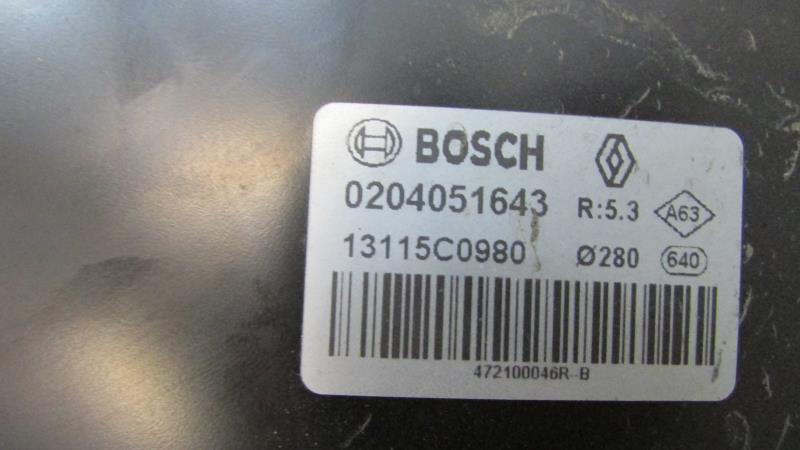 BOSCH
0204051643 R:5.3 A63
13115C0980 Ø280 640
472100046R--B